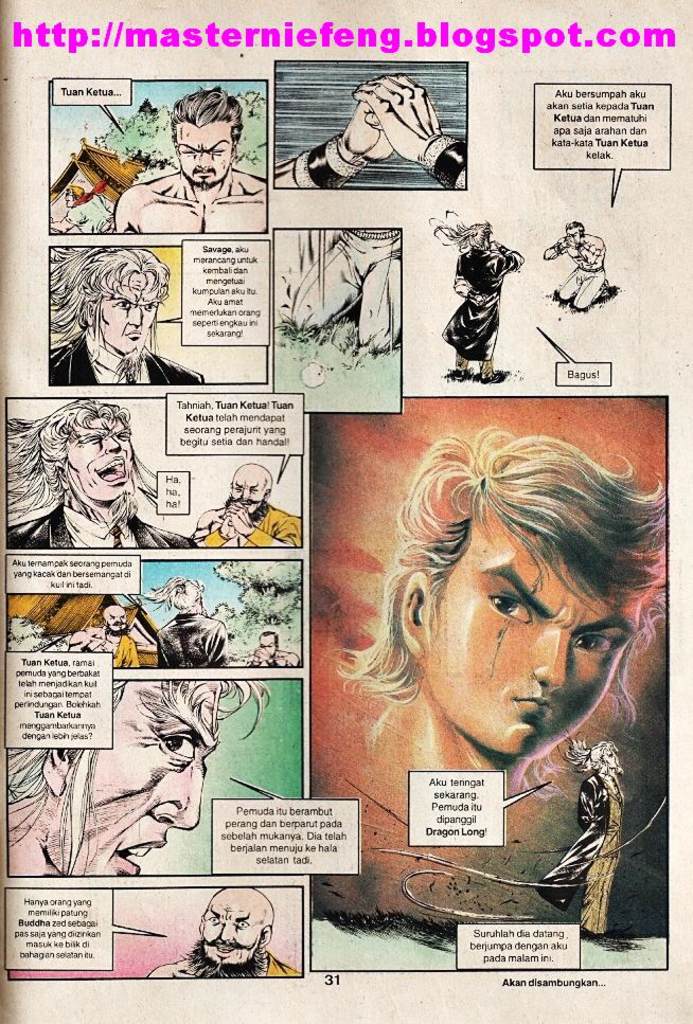 http://masterniefeng.blogspot.com
Tuan Ketua...
Aku bersumpah aku
akan setia kepada Tuan
Ketua dan mematuhi
apa saja arahan dan
kata-kata Tuan Ketua
kelak.
Savage, aku
merancang untuk
kembali dan
mengetuai
kumpulan aku itu.
Aku amat
memerlukan orang
seperti engkau ini
sekarang!
Bagus!
Tahniah, Tuan Ketua! Tuan
Ketua telah mendapat
seorang perajurit yang
begitu setia dan handal!
Ha,
ha,
ha!
Aku ternampak seorang pemuda
yang kacak dan bersemangat di
kuil ini tadi.
Tuan Ketua, ramai
pemuda yang berbakat
telah menjadikan kuil
ini sebagai tempat
perlindungan. Bolehkah
Tuan Ketua
menggambarkannya
dengan lebih jelas?
Pemuda itu berambut
perang dan berparut pada
sebelah mukanya. Dia telah
berjalan menuju ke hala
selatan tadi.
Aku teringat
sekarang.
Pemuda itu
dipanggil
Dragon Long!
Hanya orang yang
memiliki patung
Buddha zed sebagai
pas saja yang diizinkan
masuk ke bilik di
bahagian selatan itu.
Suruhlah dia datang
berjumpa dengan aku
pada malam ini.
31
Akan disambungkan...